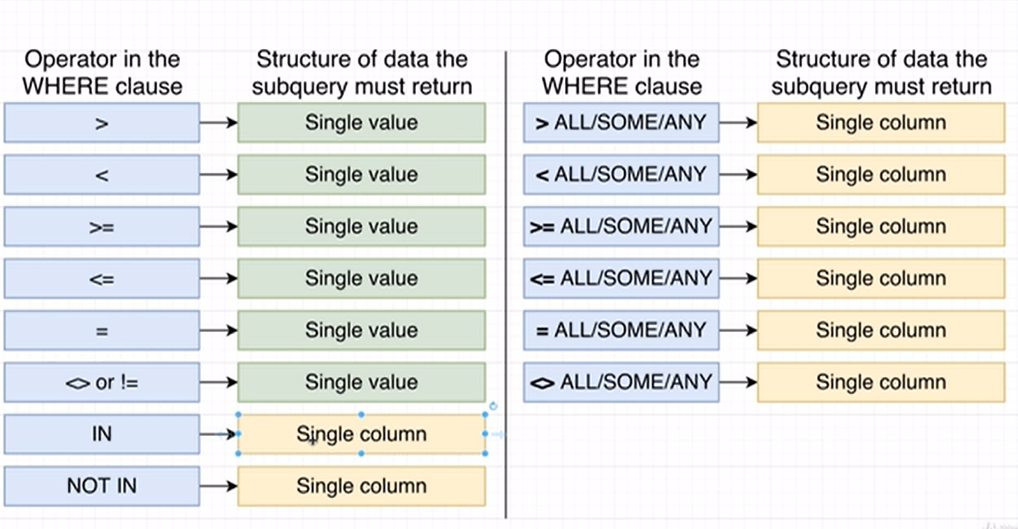 Operator in the
WHERE clause
Structure of data the
subquery must return
>
Single value
<
Single value
>=
Single value
<=
Single value
=
Single value
<> or !=
Single value
IN
Single column
NOT IN
Single column
Operator in the
WHERE clause
Structure of data the
subquery must return
> ALL/SOME/ANY
Single column
< ALL/SOME/ANY
Single column
>= ALL/SOME/ANY
Single column
<= ALL/SOME/ANY
Single column
= ALL/SOME/ANY
Single column
<> ALL/SOME/ANY
Single column